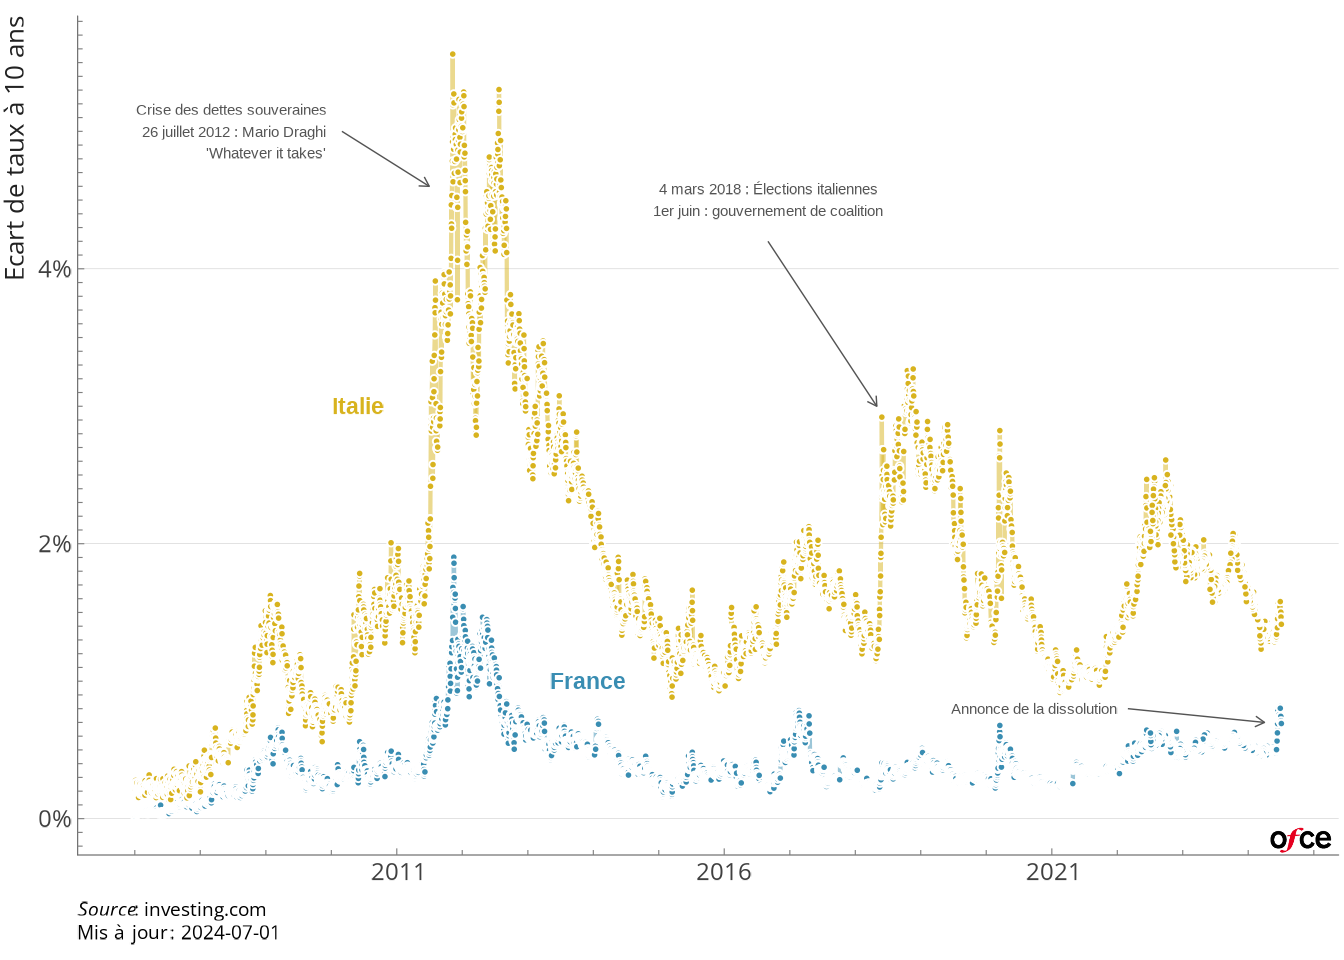 Ecart de taux à 10 ans
Crise des dettes souveraines
26 juillet 2012 : Mario Draghi
'Whatever it takes'
4 mars 2018 : Élections italiennes
1er juin : gouvernement de coalition
4%
Italie
2%
France
Annonce de la dissolution
0%
ofce
2011
2016
2021
Source: investing.com
Mis à jour: 2024-07-01